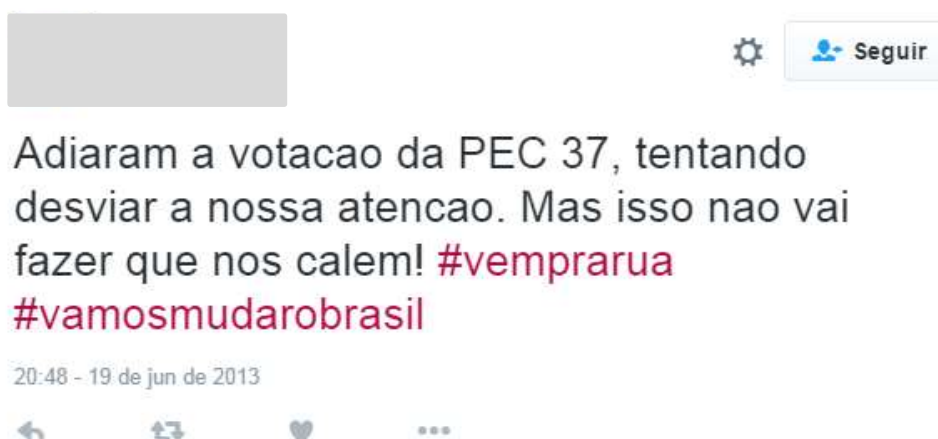 Seguir
Adiaram a votacao da PEC 37, tentando
desviar a nossa atencao. Mas isso nao vai
fazer que nos calem! #vemprarua
#vamosmudarobrasil
20:48 - 19 de jun de 2013